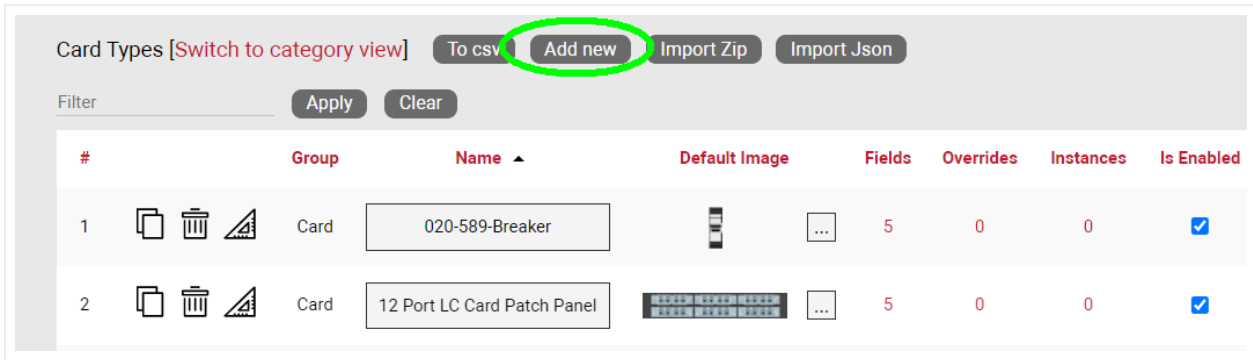 Card Types [Switch to category view] To csv Add new Import Zip Import Json
Filter Apply Clear
# Group Name Default Image Fields Overrides Instances Is Enabled
1 Card 020-589-Breaker ... 5 0 0
2 Card 12 Port LC Card Patch Panel ... 5 0 0